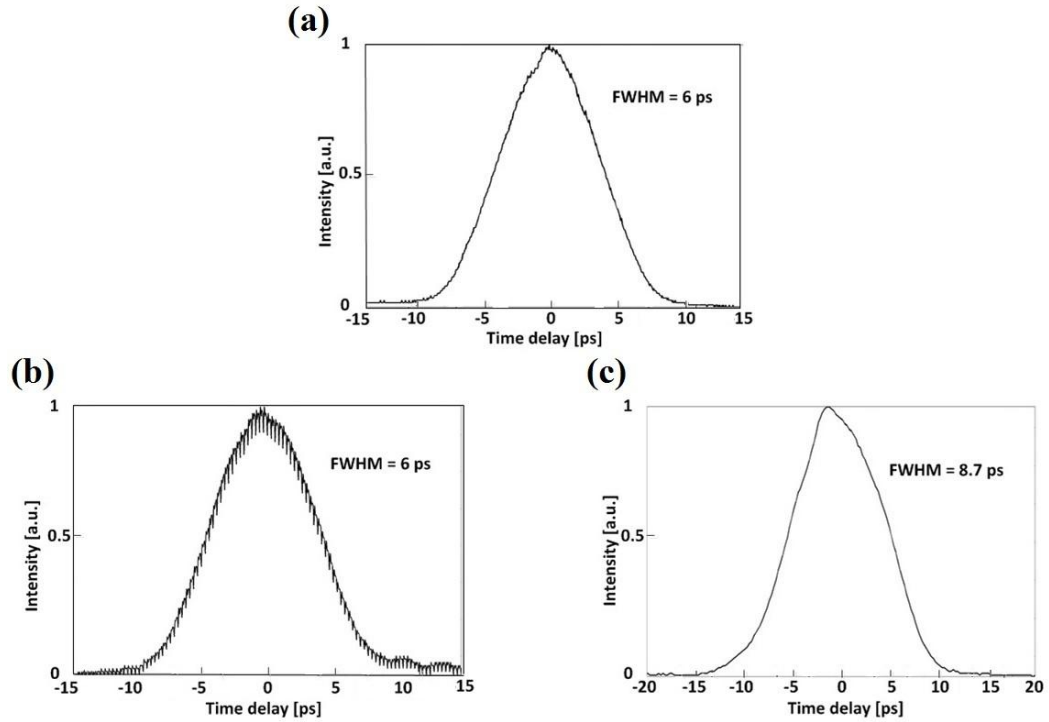 (a)
1
FWHM = 6 ps
0.5
Intensity [a.u.]
0
-15 -10 -5 0 5 10 15
Time delay [ps]
(b)
1
FWHM = 6 ps
0.5
Intensity [a.u.]
0
-15 -10 -5 0 5 10 15
Time delay [ps]
(c)
1
FWHM = 8.7 ps
0.5
Intensity [a.u.]
0
-20 -15 -10 -5 0 5 10 15 20
Time delay [ps]